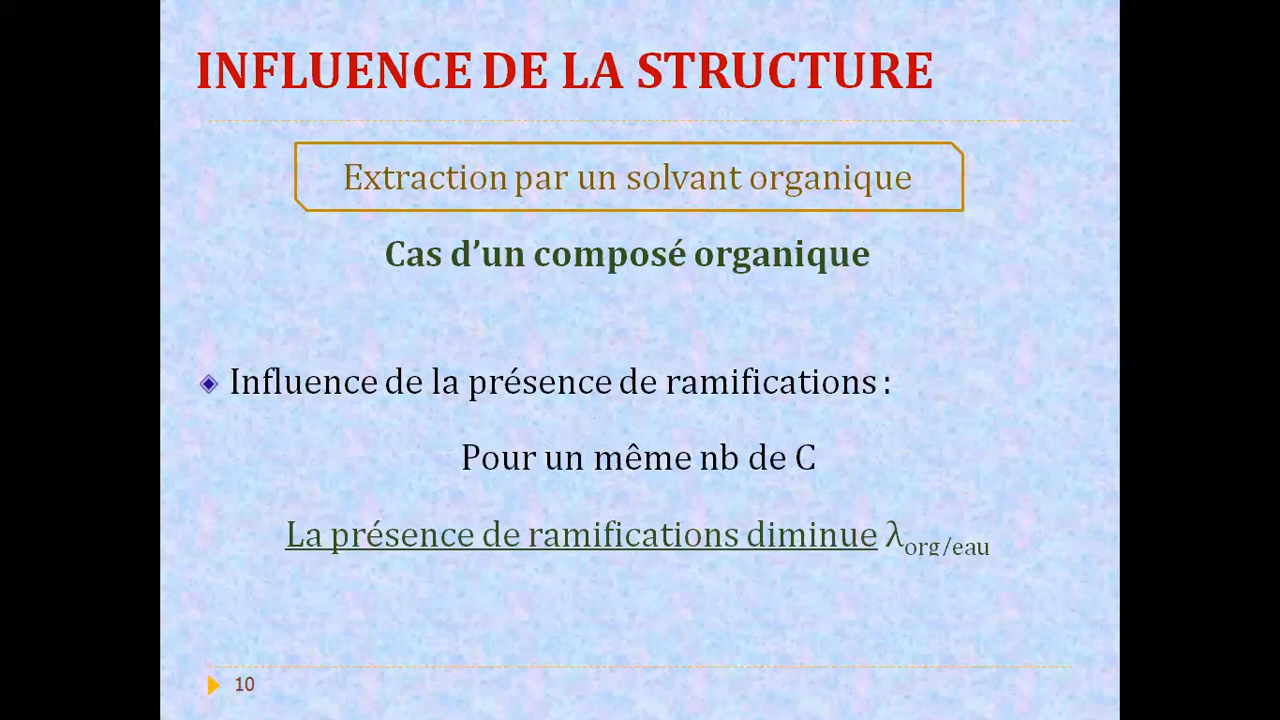 INFLUENCE DE LA STRUCTURE
Extraction par un solvant organique
Cas d’un composé organique
Influence de la présence de ramifications :
Pour un même nb de C
La présence de ramifications diminue λorg/eau
10